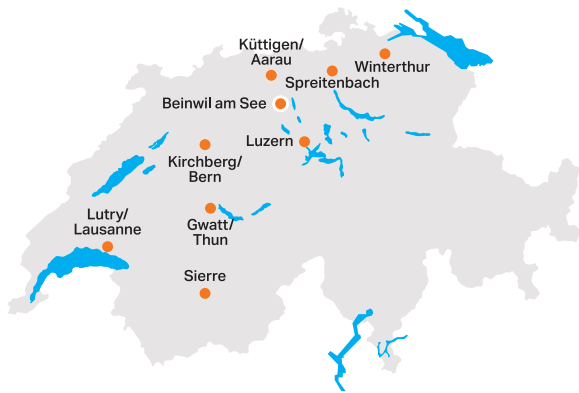 Küttigen/
Aarau
Winterthur
Spreitenbach
Beinwil am See
Luzern
Kirchberg/
Bern
Lutry/
Lausanne
Gwatt/
Thun
Sierre